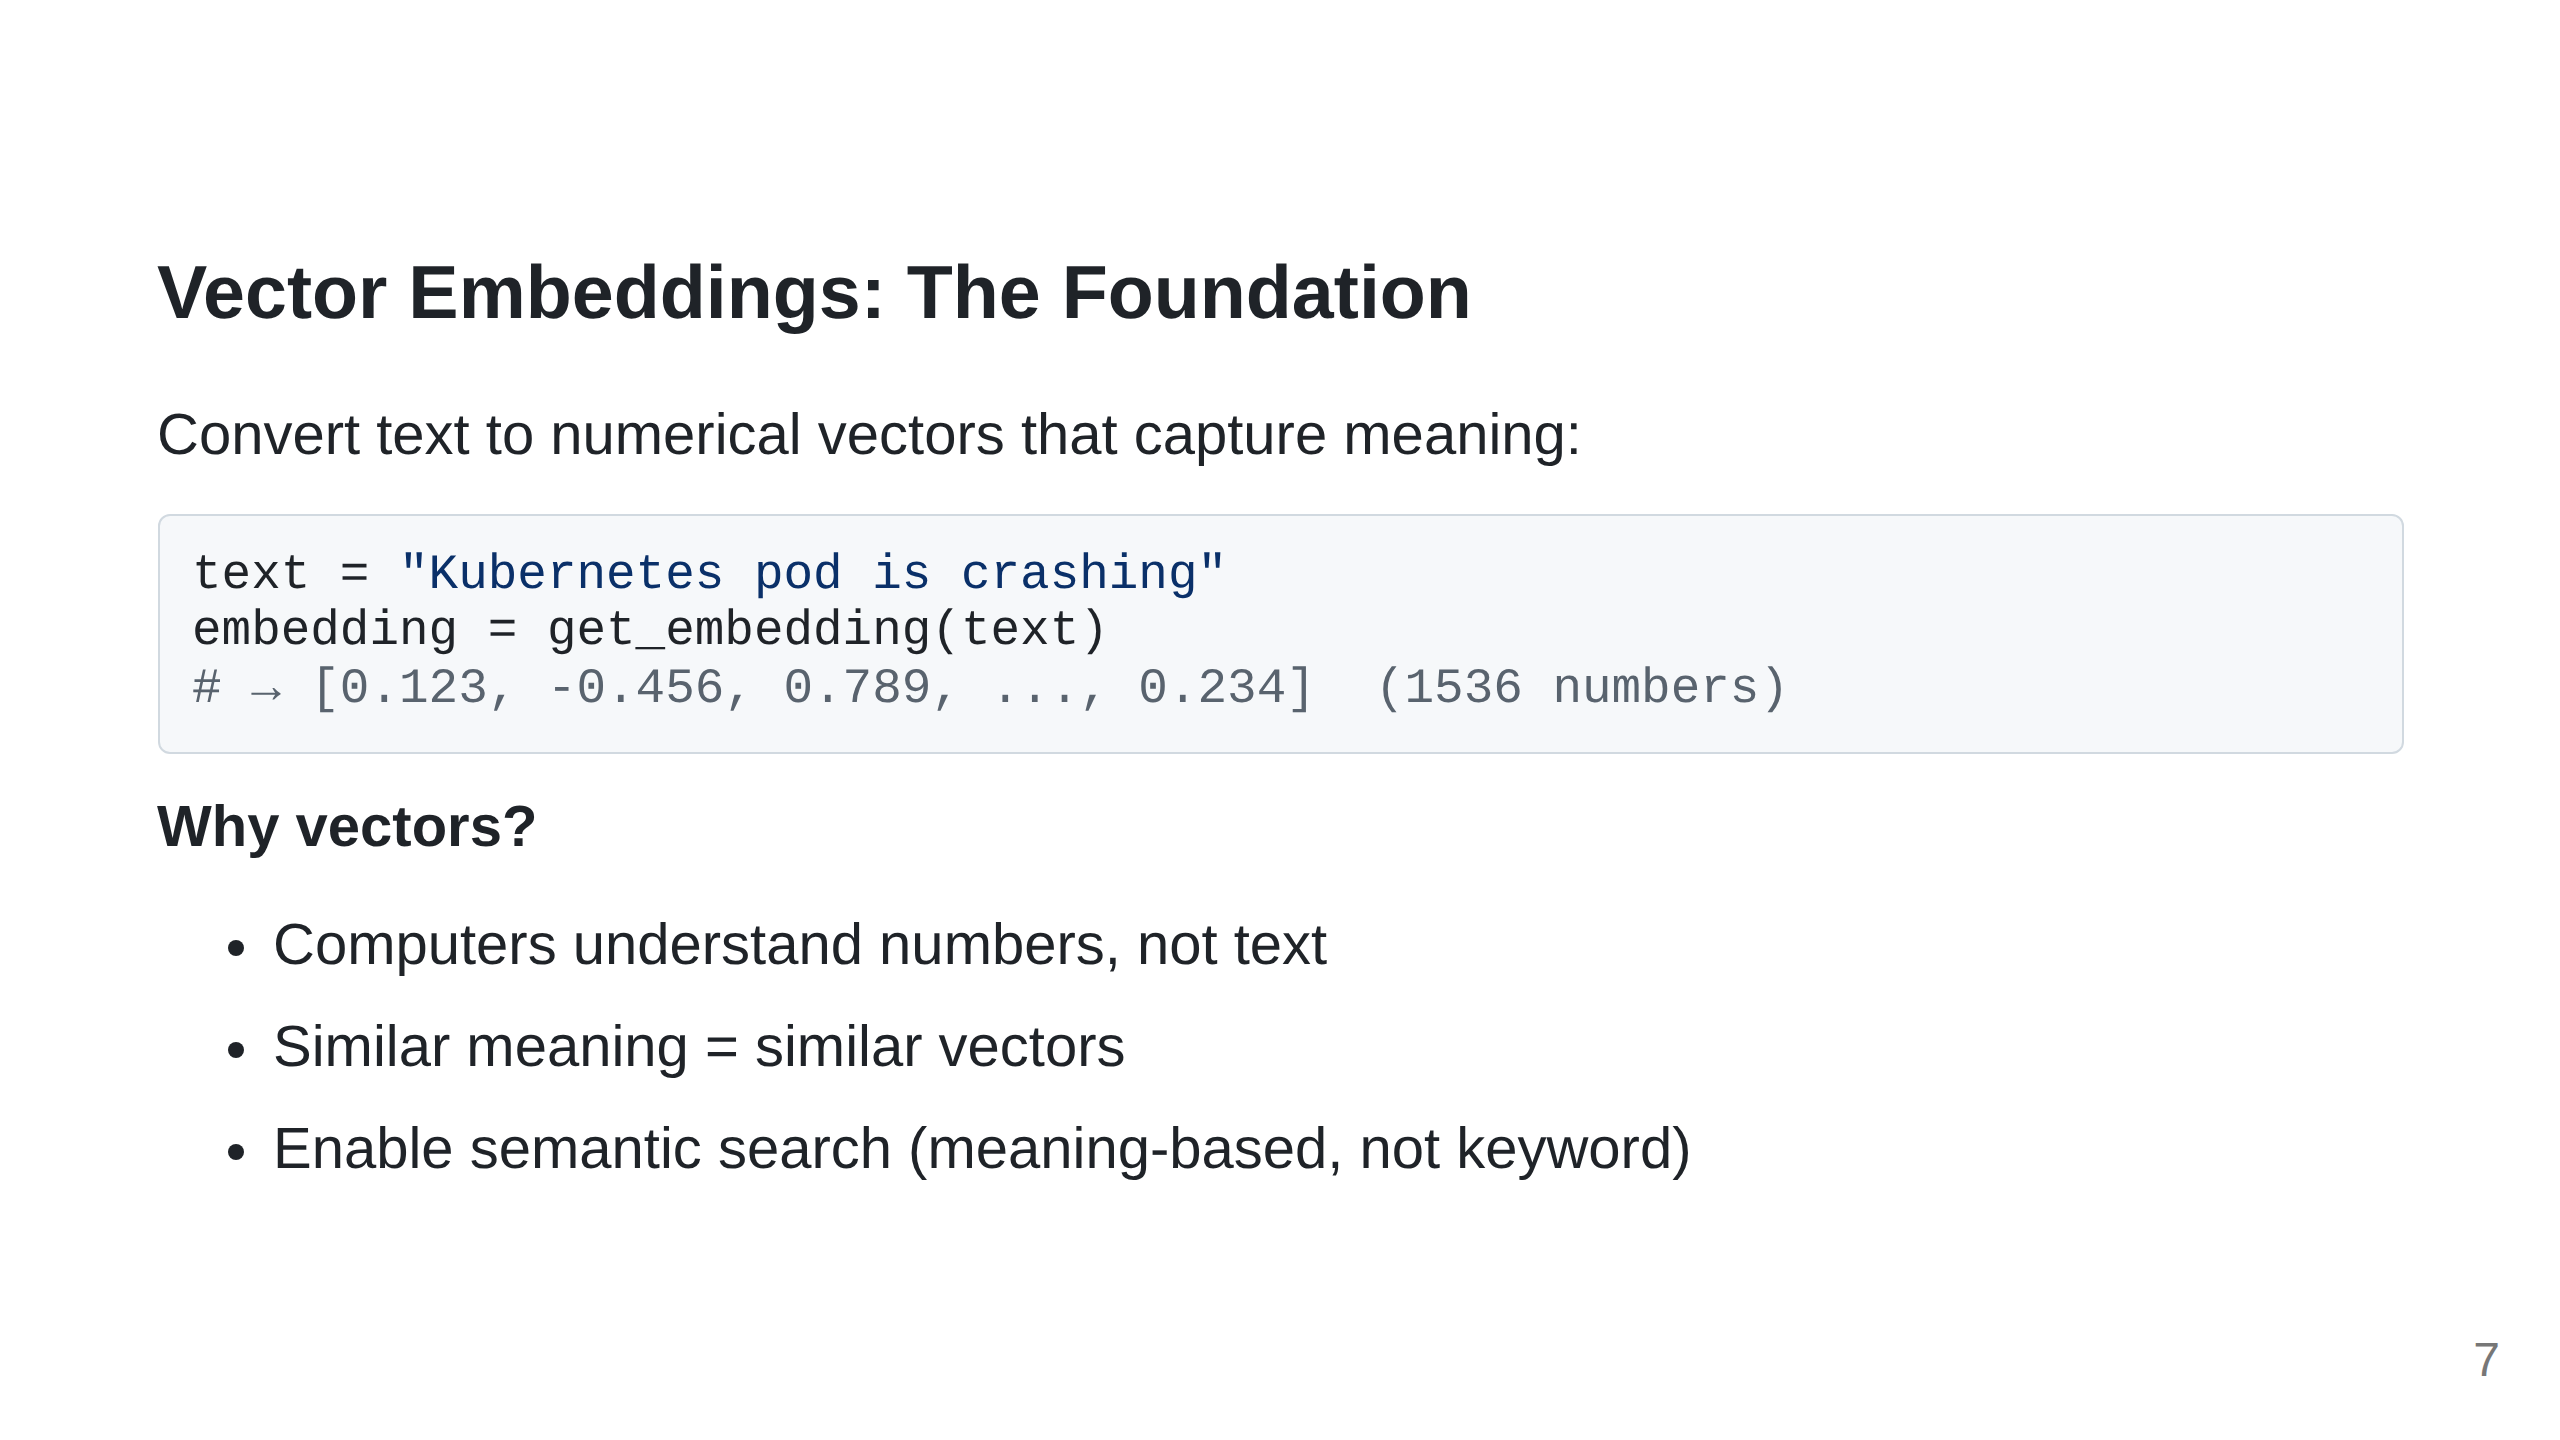 Vector Embeddings: The Foundation
Convert text to numerical vectors that capture meaning:
text = "Kubernetes pod is crashing"
embedding = get_embedding(text)
# → [0.123, -0.456, 0.789, ..., 0.234]  (1536 numbers)
Why vectors?
• Computers understand numbers, not text
• Similar meaning = similar vectors
• Enable semantic search (meaning-based, not keyword)
7